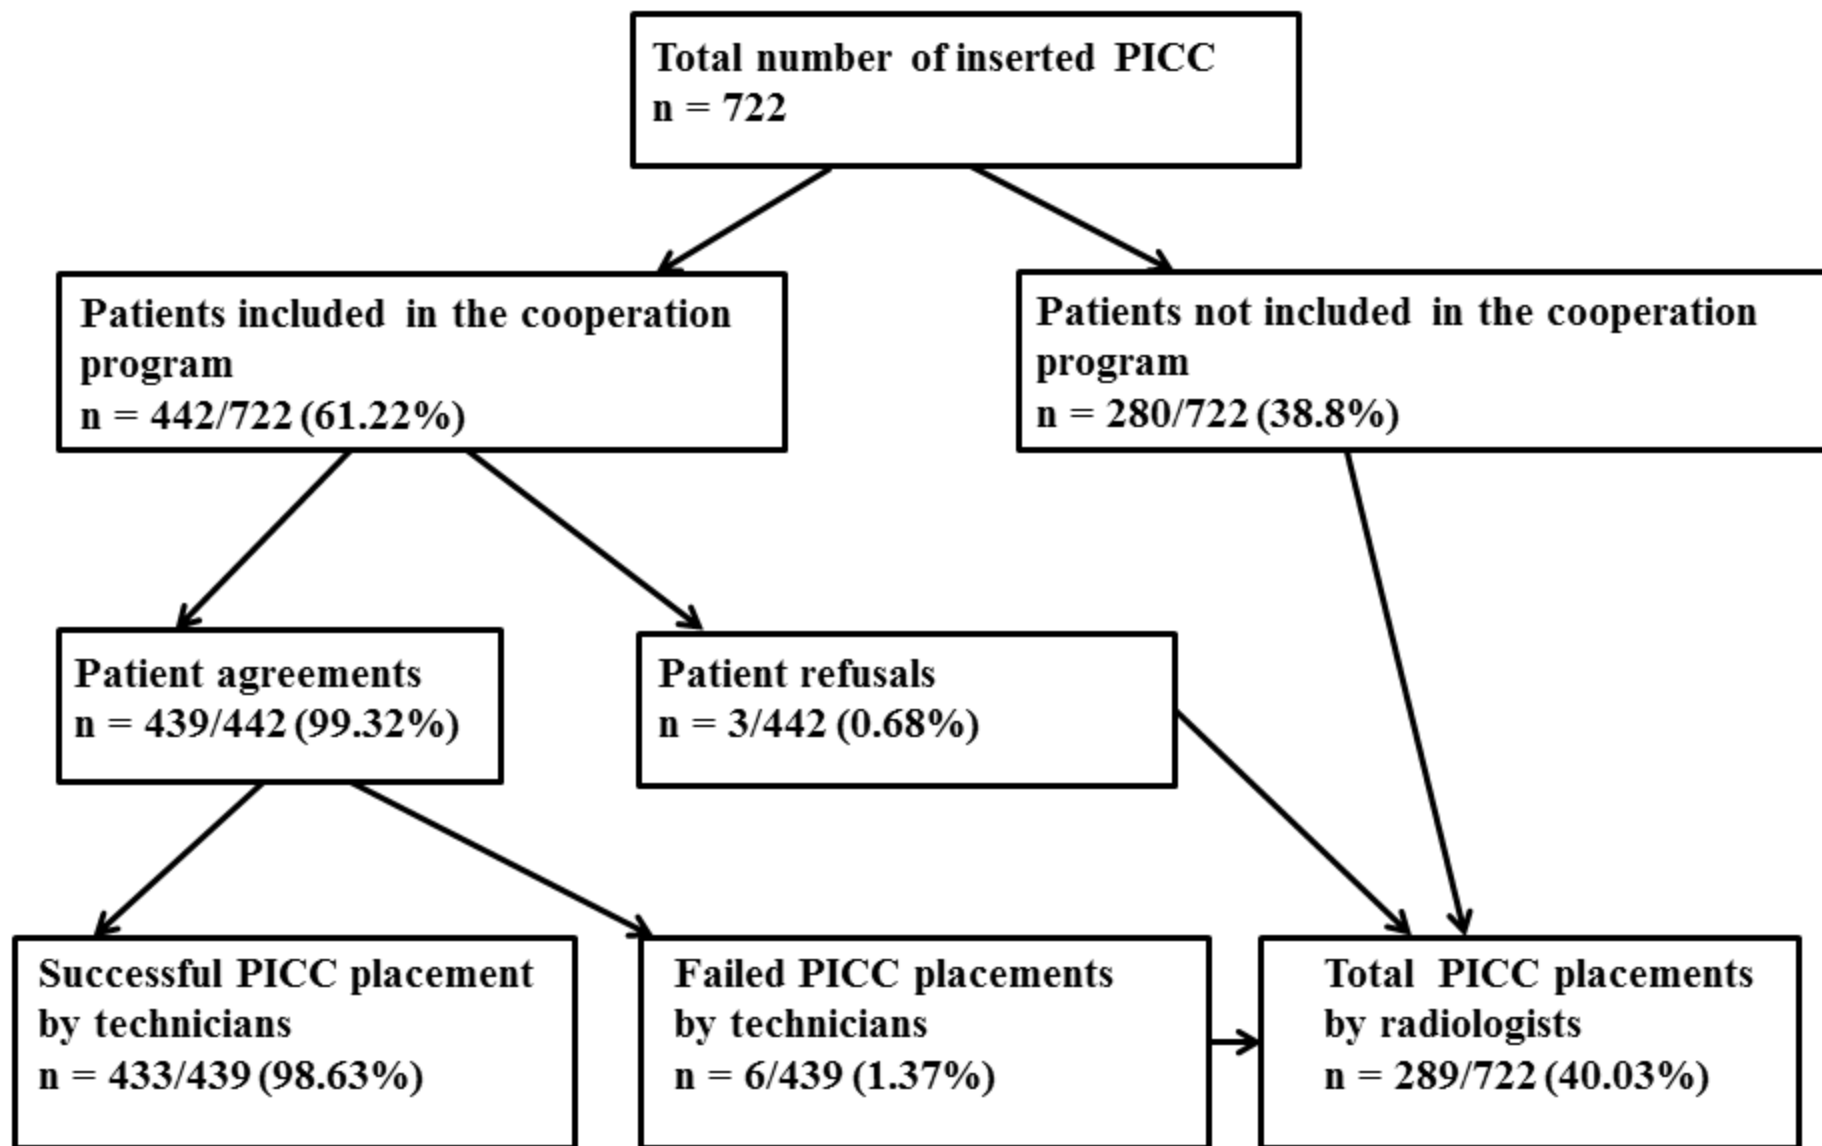 Total number of inserted PICC
n = 722
Patients included in the cooperation
program
n = 442/722 (61.22%)
Patients not included in the cooperation
program
n = 280/722 (38.8%)
Patient agreements
n = 439/442 (99.32%)
Patient refusals
n = 3/442 (0.68%)
Successful PICC placement
by technicians
n = 433/439 (98.63%)
Failed PICC placements
by technicians
n = 6/439 (1.37%)
Total PICC placements
by radiologists
n = 289/722 (40.03%)